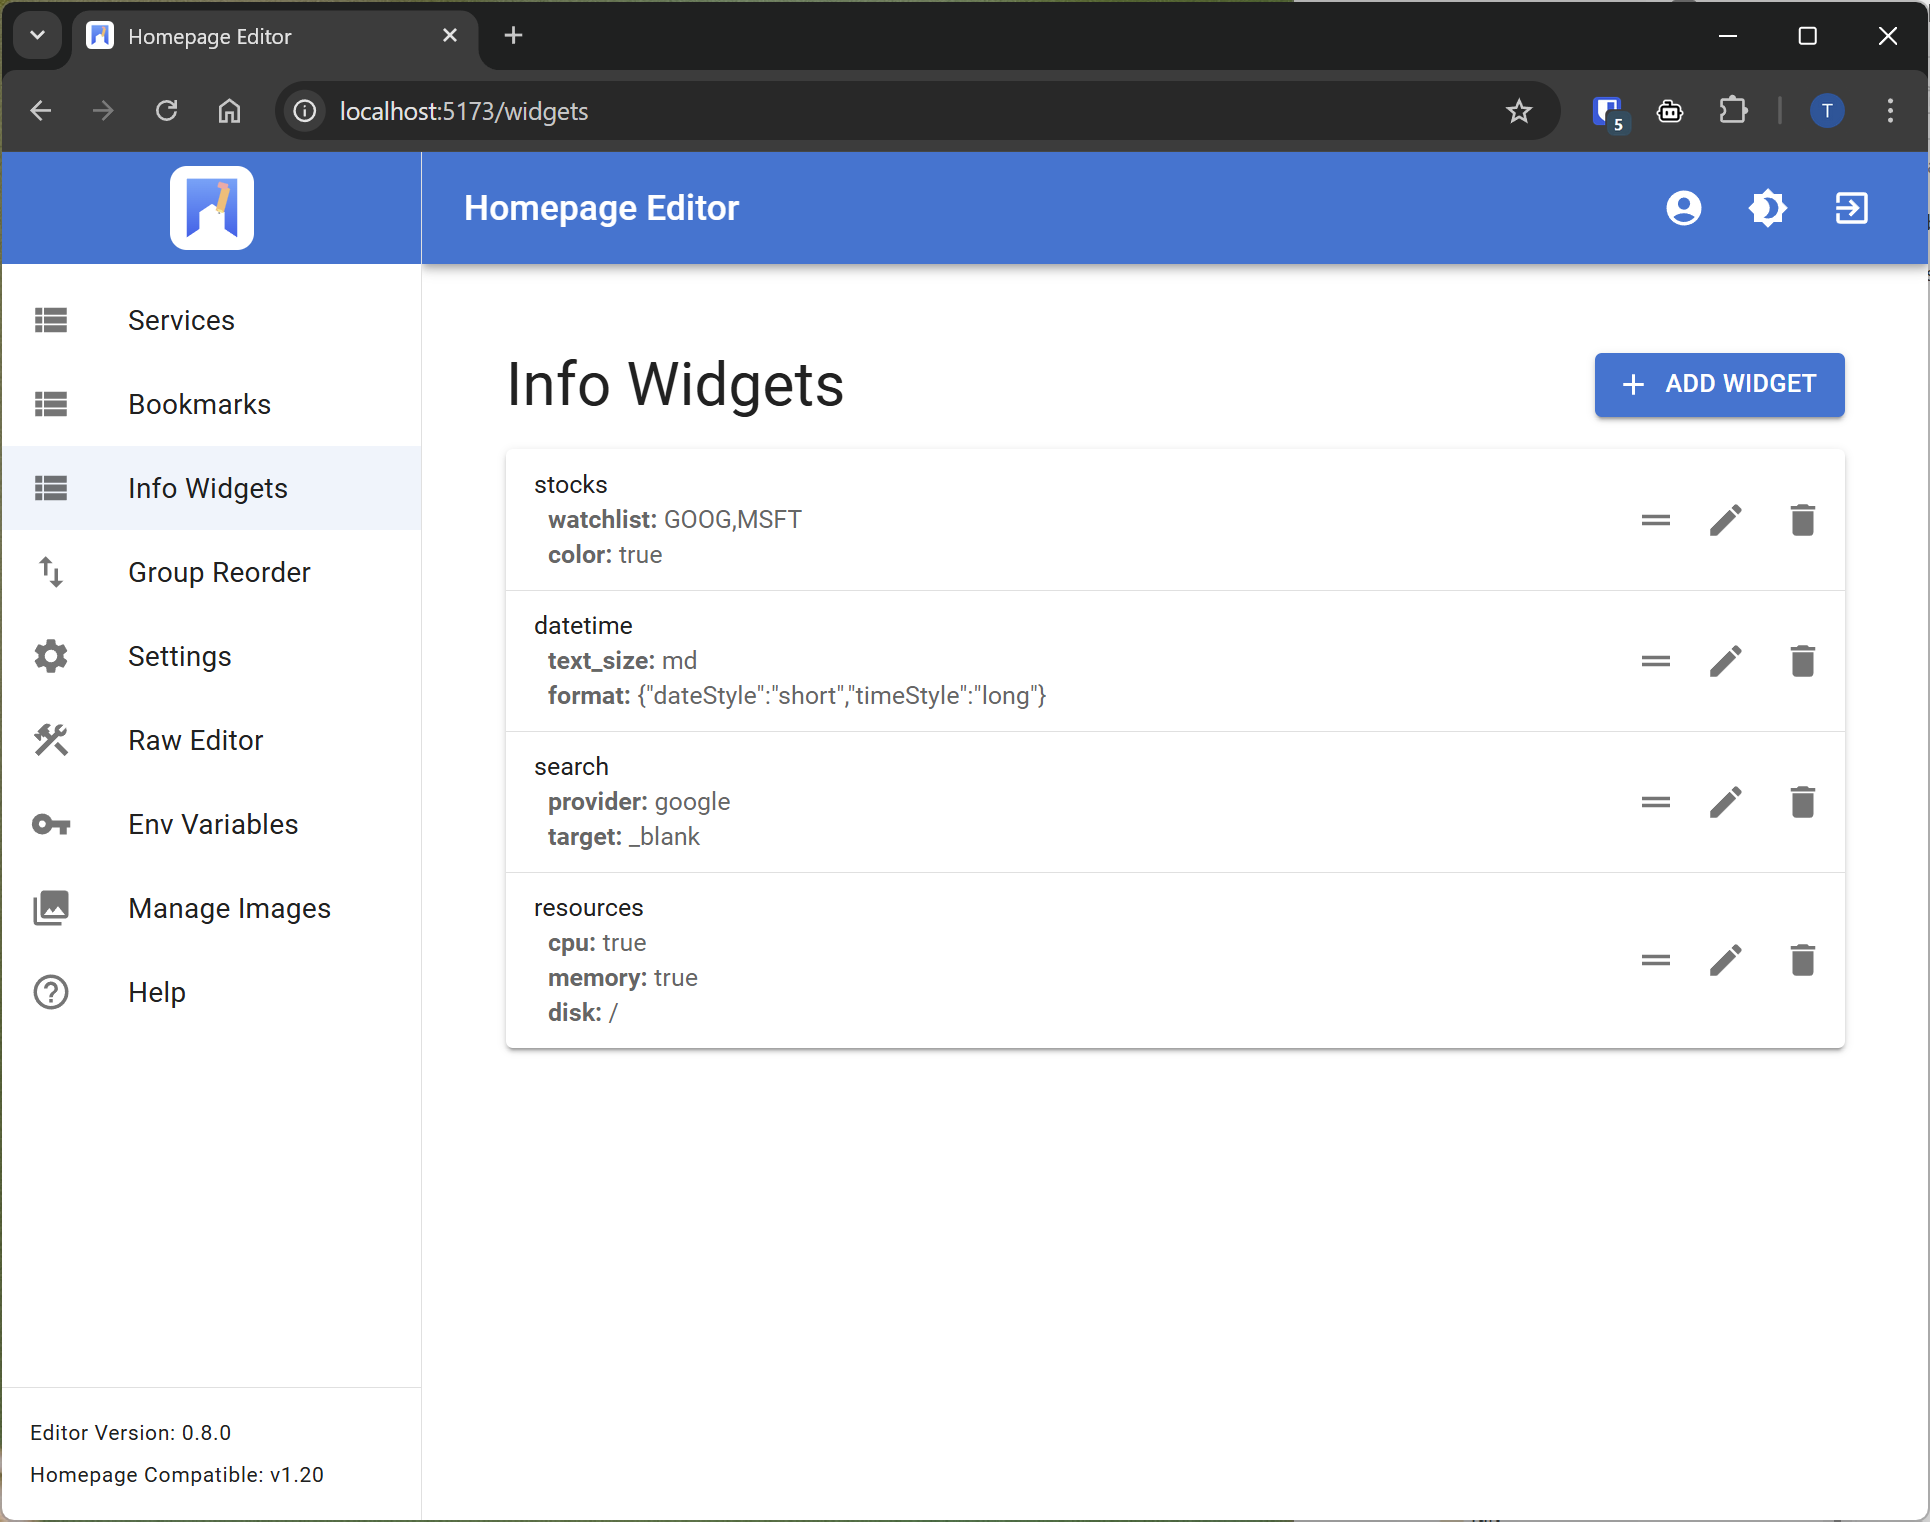 Homepage Editor
localhost:5173/widgets
5
T
Homepage Editor
Services
Bookmarks
Info Widgets
Group Reorder
Settings
Raw Editor
Env Variables
Manage Images
Help
Editor Version: 0.8.0
Homepage Compatible: v1.20
Info Widgets
ADD WIDGET
stocks
watchlist: GOOG,MSFT
color: true
datetime
text_size: md
format: {"dateStyle":"short","timeStyle":"long"}
search
provider: google
target: _blank
resources
cpu: true
memory: true
disk: /